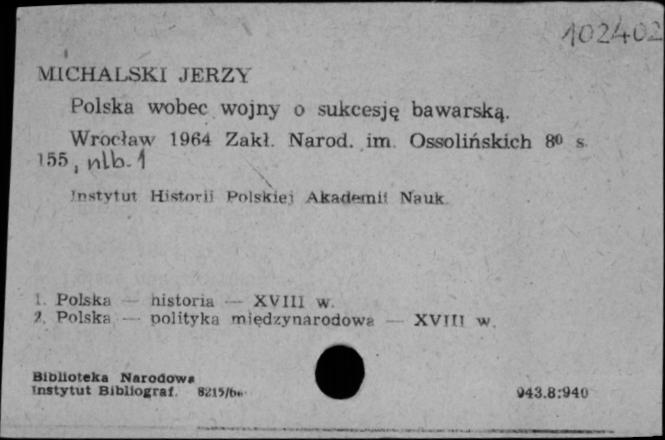 102402
MICHALSKI JERZY
Polska wobec wojny o sukcesję bawarską.
Wrocław 1964 Zakł. Narod. im. Ossolińskich 8⁰ s.
155, nlb. 1
Instytut Historii Polskiej Akademii Nauk.
1. Polska — historia — XVIII w.
2. Polska — polityka międzynarodowa — XVIII w.
Biblioteka Narodowa
Instytut Bibliograf.
943.8:940